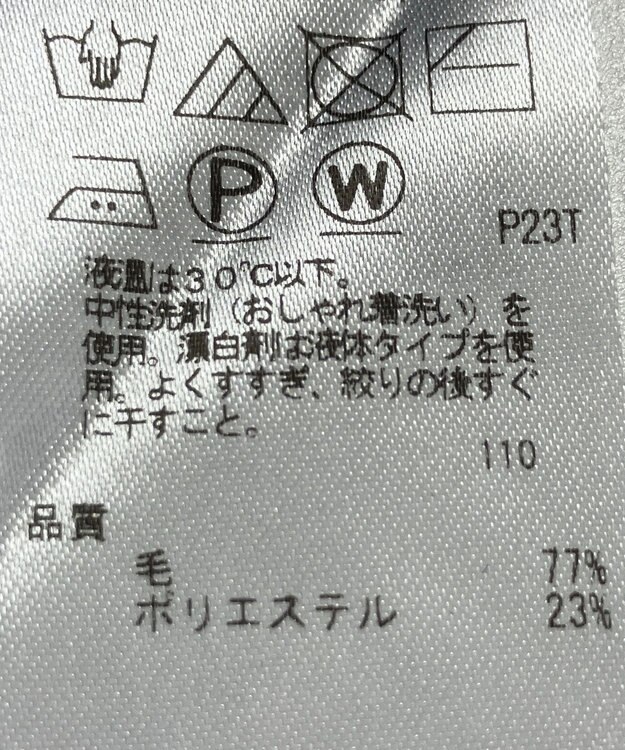 P W
P23T
液温は30℃以下。
中性洗剤（おしゃれ着洗い）を
使用。漂白剤は液体タイプを使
用。よくすすぎ、絞りの後すぐ
に干すこと。
110
品質
毛 77%
ポリエステル 23%